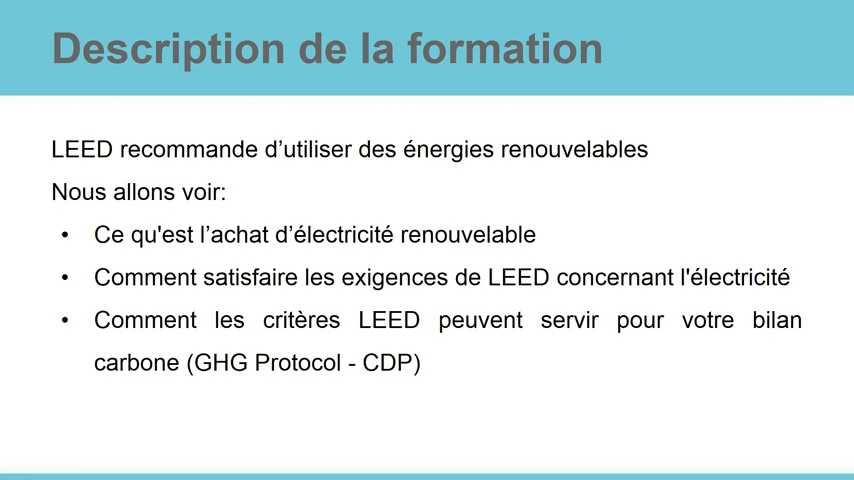 Description de la formation
LEED recommande d’utiliser des énergies renouvelables
Nous allons voir:
• Ce qu'est l’achat d’électricité renouvelable
• Comment satisfaire les exigences de LEED concernant l'électricité
• Comment les critères LEED peuvent servir pour votre bilan
carbone (GHG Protocol - CDP)